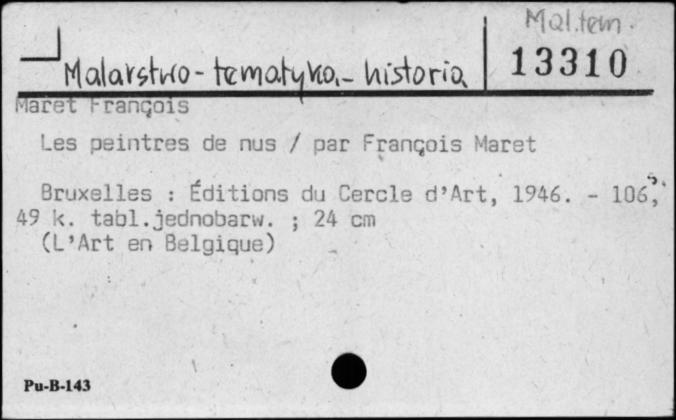 Mal.tem.
Malarstwo - tematyka - historia
13310
Maret François
Les peintres de nus / par François Maret
Bruxelles : Éditions du Cercle d'Art, 1946. - 106,
49 k. tabl.jednobarw. ; 24 cm
(L'Art en Belgique)
Pu-B-143